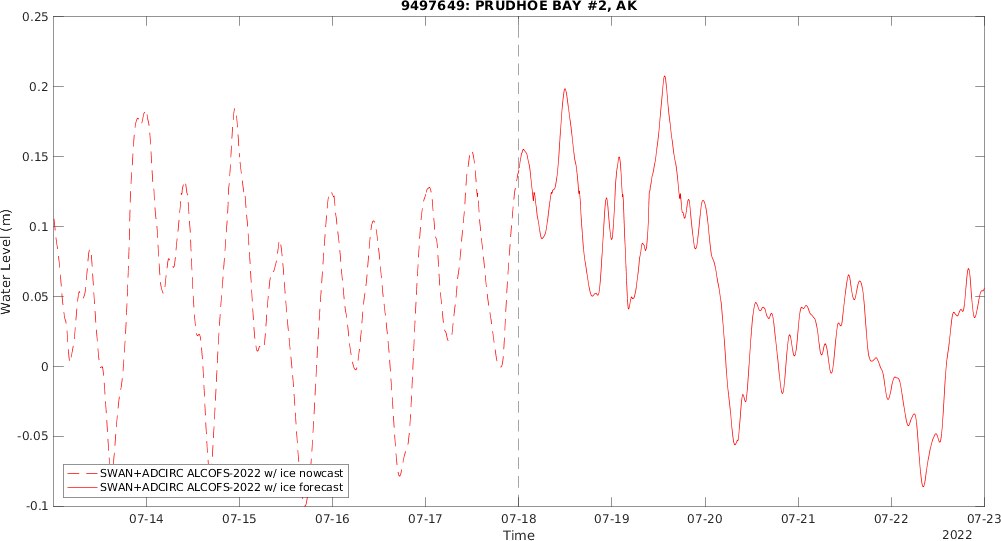 9497649: PRUDHOE BAY #2, AK
0.25
0.2
0.15
0.1
0.05
0
-0.05
-0.1
Water Level (m)
SWAN+ADCIRC ALCOFS-2022 w/ ice nowcast
SWAN+ADCIRC ALCOFS-2022 w/ ice forecast
07-14 07-15 07-16 07-17 07-18 07-19 07-20 07-21 07-22 07-23
Time
2022